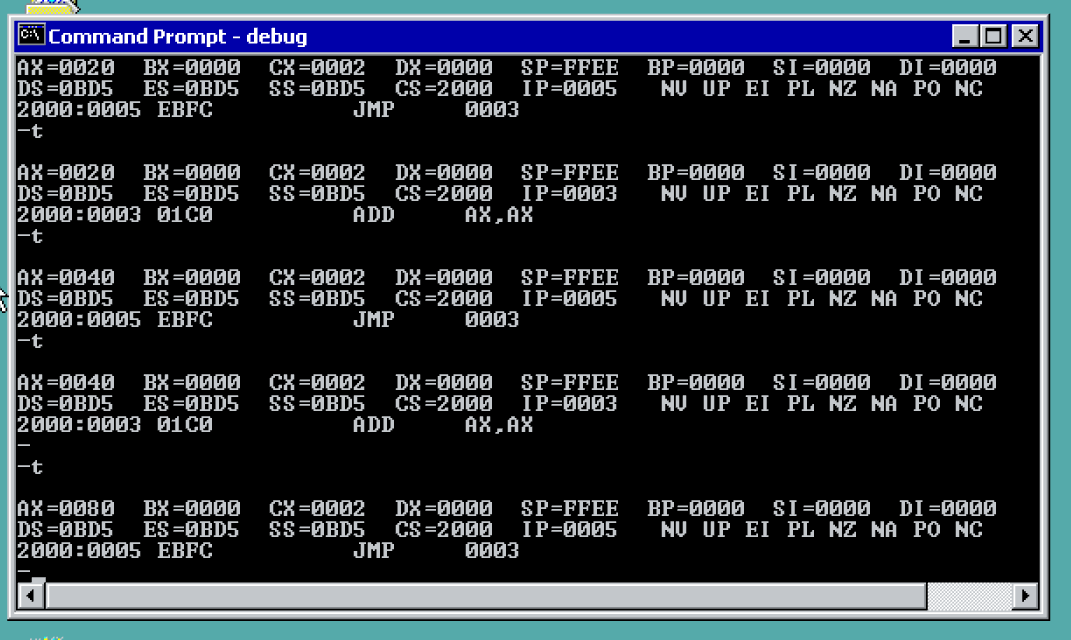 Command Prompt - debug
AX=0020  BX=0000  CX=0002  DX=0000  SP=FFEE  BP=0000  SI=0000  DI=0000
DS=0BD5  ES=0BD5  SS=0BD5  CS=2000  IP=0005   NV UP EI PL NZ NA PO NC
2000:0005 EBFC          JMP     0003
-t
AX=0020  BX=0000  CX=0002  DX=0000  SP=FFEE  BP=0000  SI=0000  DI=0000
DS=0BD5  ES=0BD5  SS=0BD5  CS=2000  IP=0003   NV UP EI PL NZ NA PO NC
2000:0003 01C0          ADD     AX,AX
-t
AX=0040  BX=0000  CX=0002  DX=0000  SP=FFEE  BP=0000  SI=0000  DI=0000
DS=0BD5  ES=0BD5  SS=0BD5  CS=2000  IP=0005   NV UP EI PL NZ NA PO NC
2000:0005 EBFC          JMP     0003
-t
AX=0040  BX=0000  CX=0002  DX=0000  SP=FFEE  BP=0000  SI=0000  DI=0000
DS=0BD5  ES=0BD5  SS=0BD5  CS=2000  IP=0003   NV UP EI PL NZ NA PO NC
2000:0003 01C0          ADD     AX,AX
-
-t
AX=0080  BX=0000  CX=0002  DX=0000  SP=FFEE  BP=0000  SI=0000  DI=0000
DS=0BD5  ES=0BD5  SS=0BD5  CS=2000  IP=0005   NV UP EI PL NZ NA PO NC
2000:0005 EBFC          JMP     0003
-